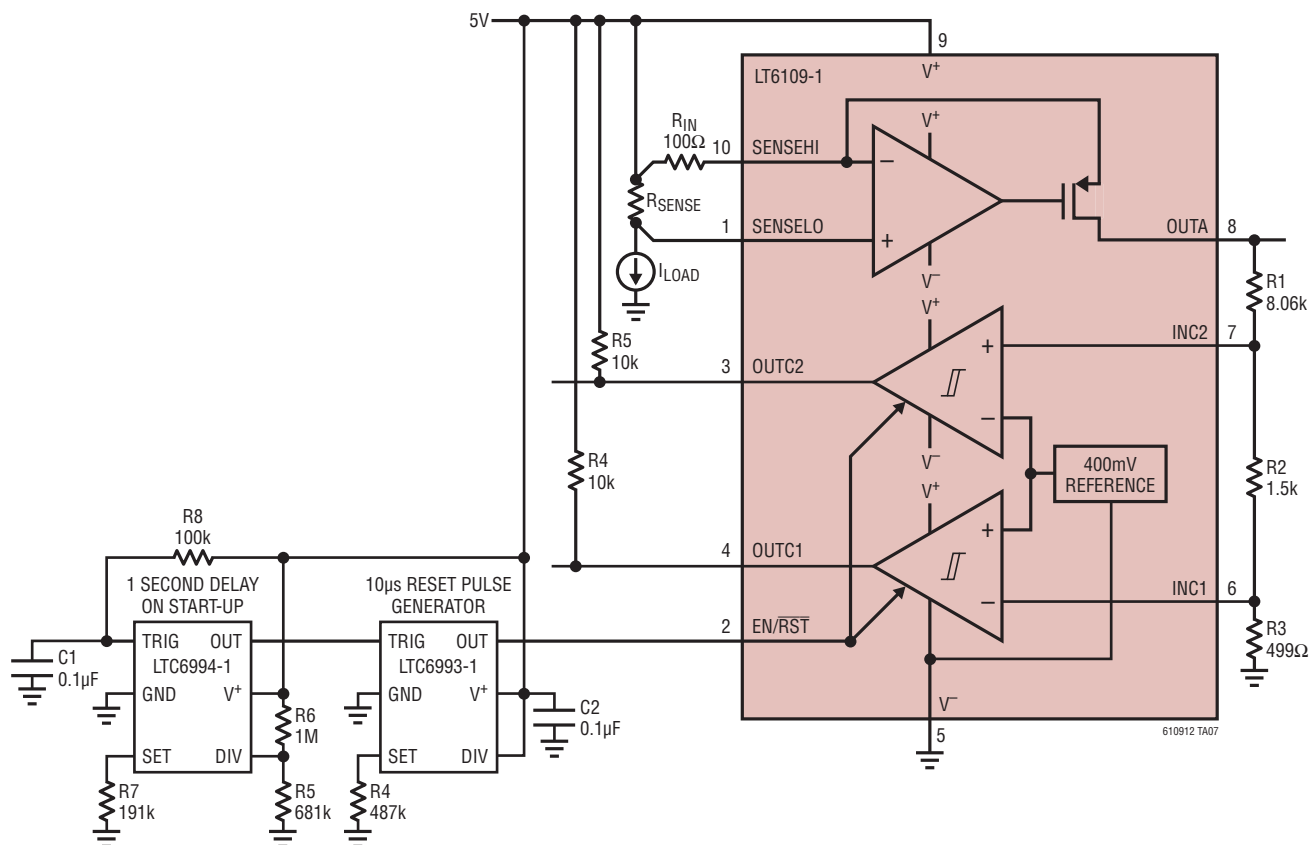 5V
9
LT6109-1
V+
V+
RIN
100Ω
10
SENSEHI
−
RSENSE
1
SENSELO
+
OUTA
8
ILOAD
V−
V+
R1
8.06k
R5
10k
+
INC2
7
3
OUTC2
−
V−
400mV
REFERENCE
R4
10k
V+
R2
1.5k
+
R8
100k
4
OUTC1
1 SECOND DELAY
ON START-UP
10µs RESET PULSE
GENERATOR
−
INC1
6
2
EN/RST
TRIG
OUT
LTC6994-1
GND
V+
SET
DIV
TRIG
OUT
LTC6993-1
GND
V+
SET
DIV
C1
0.1µF
R3
499Ω
R6
1M
C2
0.1µF
V−
5
610912 TA07
R7
191k
R5
681k
R4
487k